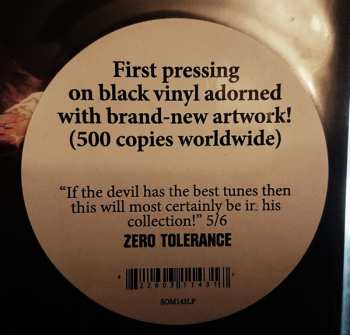 First pressing
on black vinyl adorned
with brand-new artwork!
(500 copies worldwide)
“If the devil has the best tunes then
this will most certainly be in his
collection!” 5/6
ZERO TOLERANCE